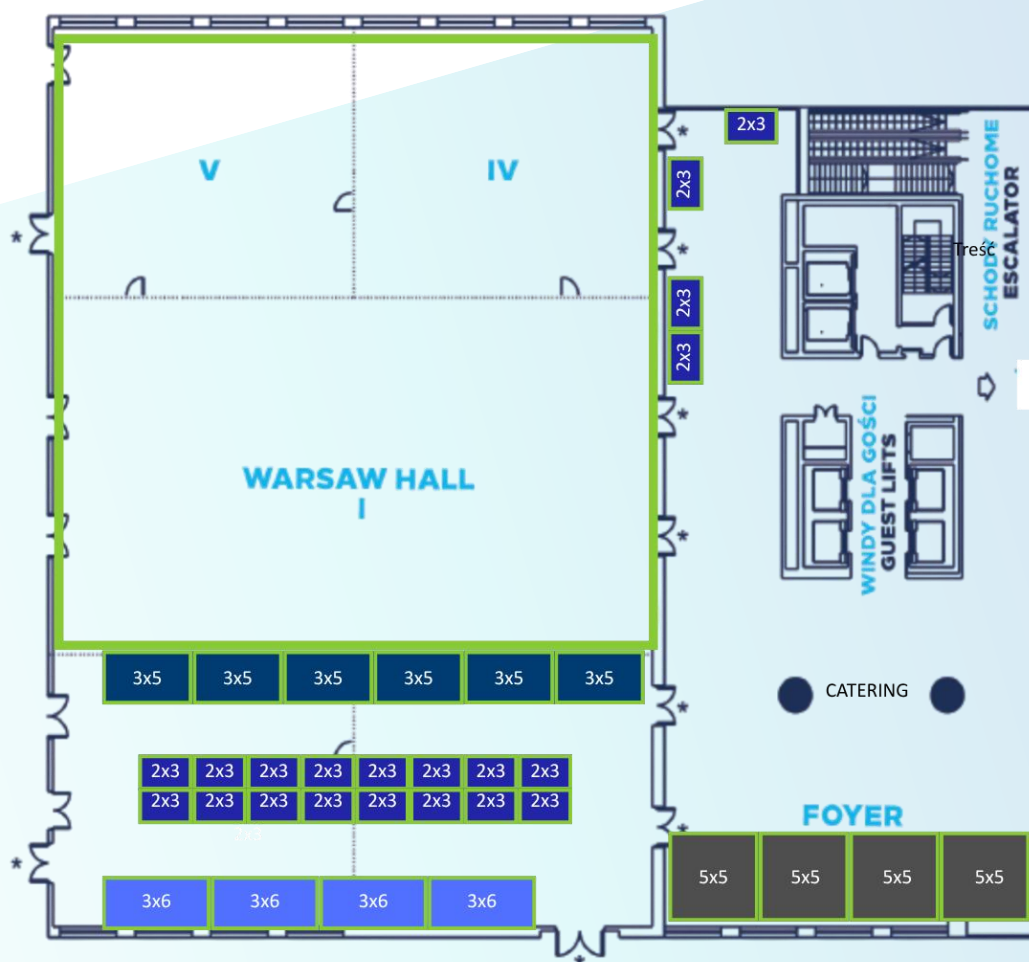 2x3
SCHODY RUCHOME
ESCALATOR
V
IV
2x3
Treść
2x3
2x3
WINDY DLA GOŚCI
GUEST LIFTS
WARSAW HALL
I
3x5 3x5 3x5 3x5 3x5 3x5
CATERING
2x3 2x3 2x3 2x3 2x3 2x3 2x3 2x3
2x3 2x3 2x3 2x3 2x3 2x3 2x3 2x3
FOYER
2x3
5x5 5x5 5x5 5x5
3x6 3x6 3x6 3x6